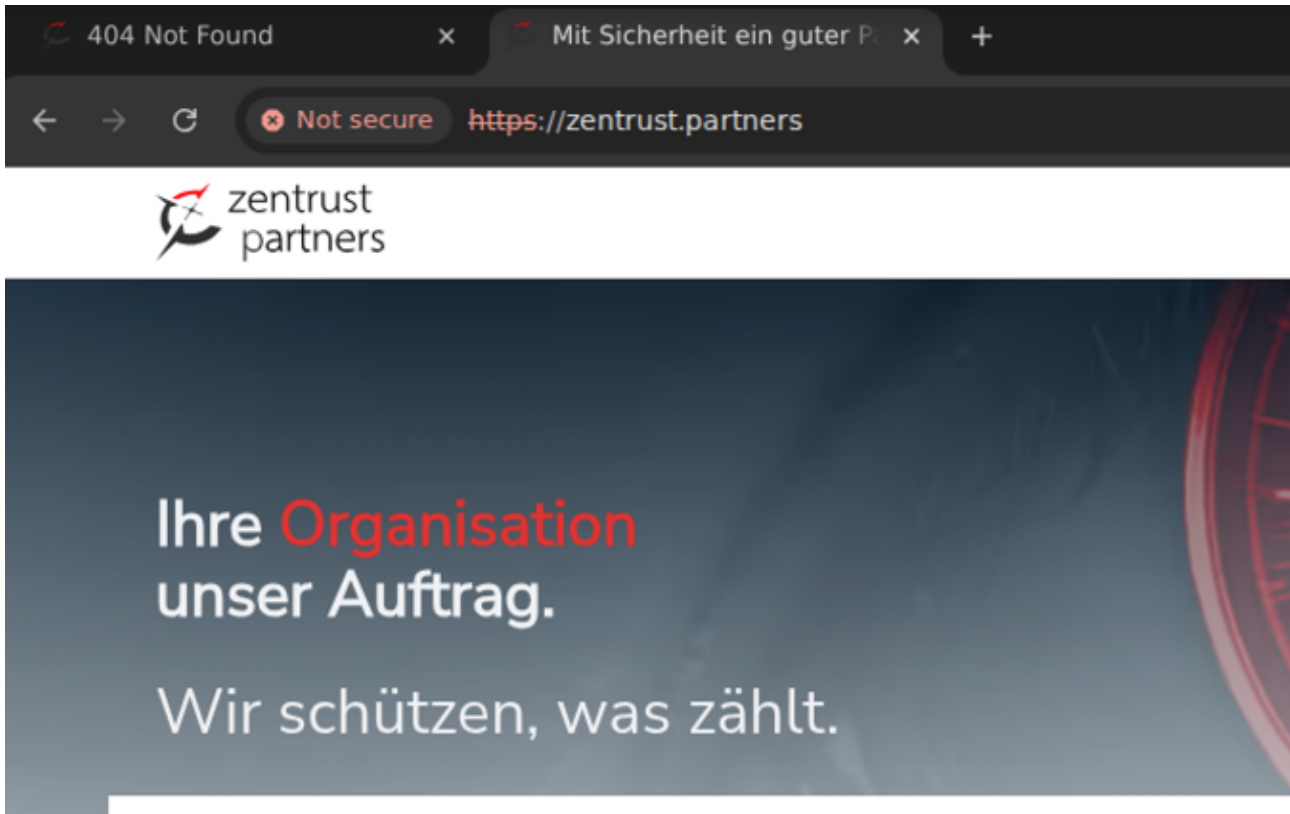 404 Not Found
Mit Sicherheit ein guter
Not secure https://zentrust.partners
zentrust
partners
Ihre Organisation
unser Auftrag.
Wir schützen, was zählt.